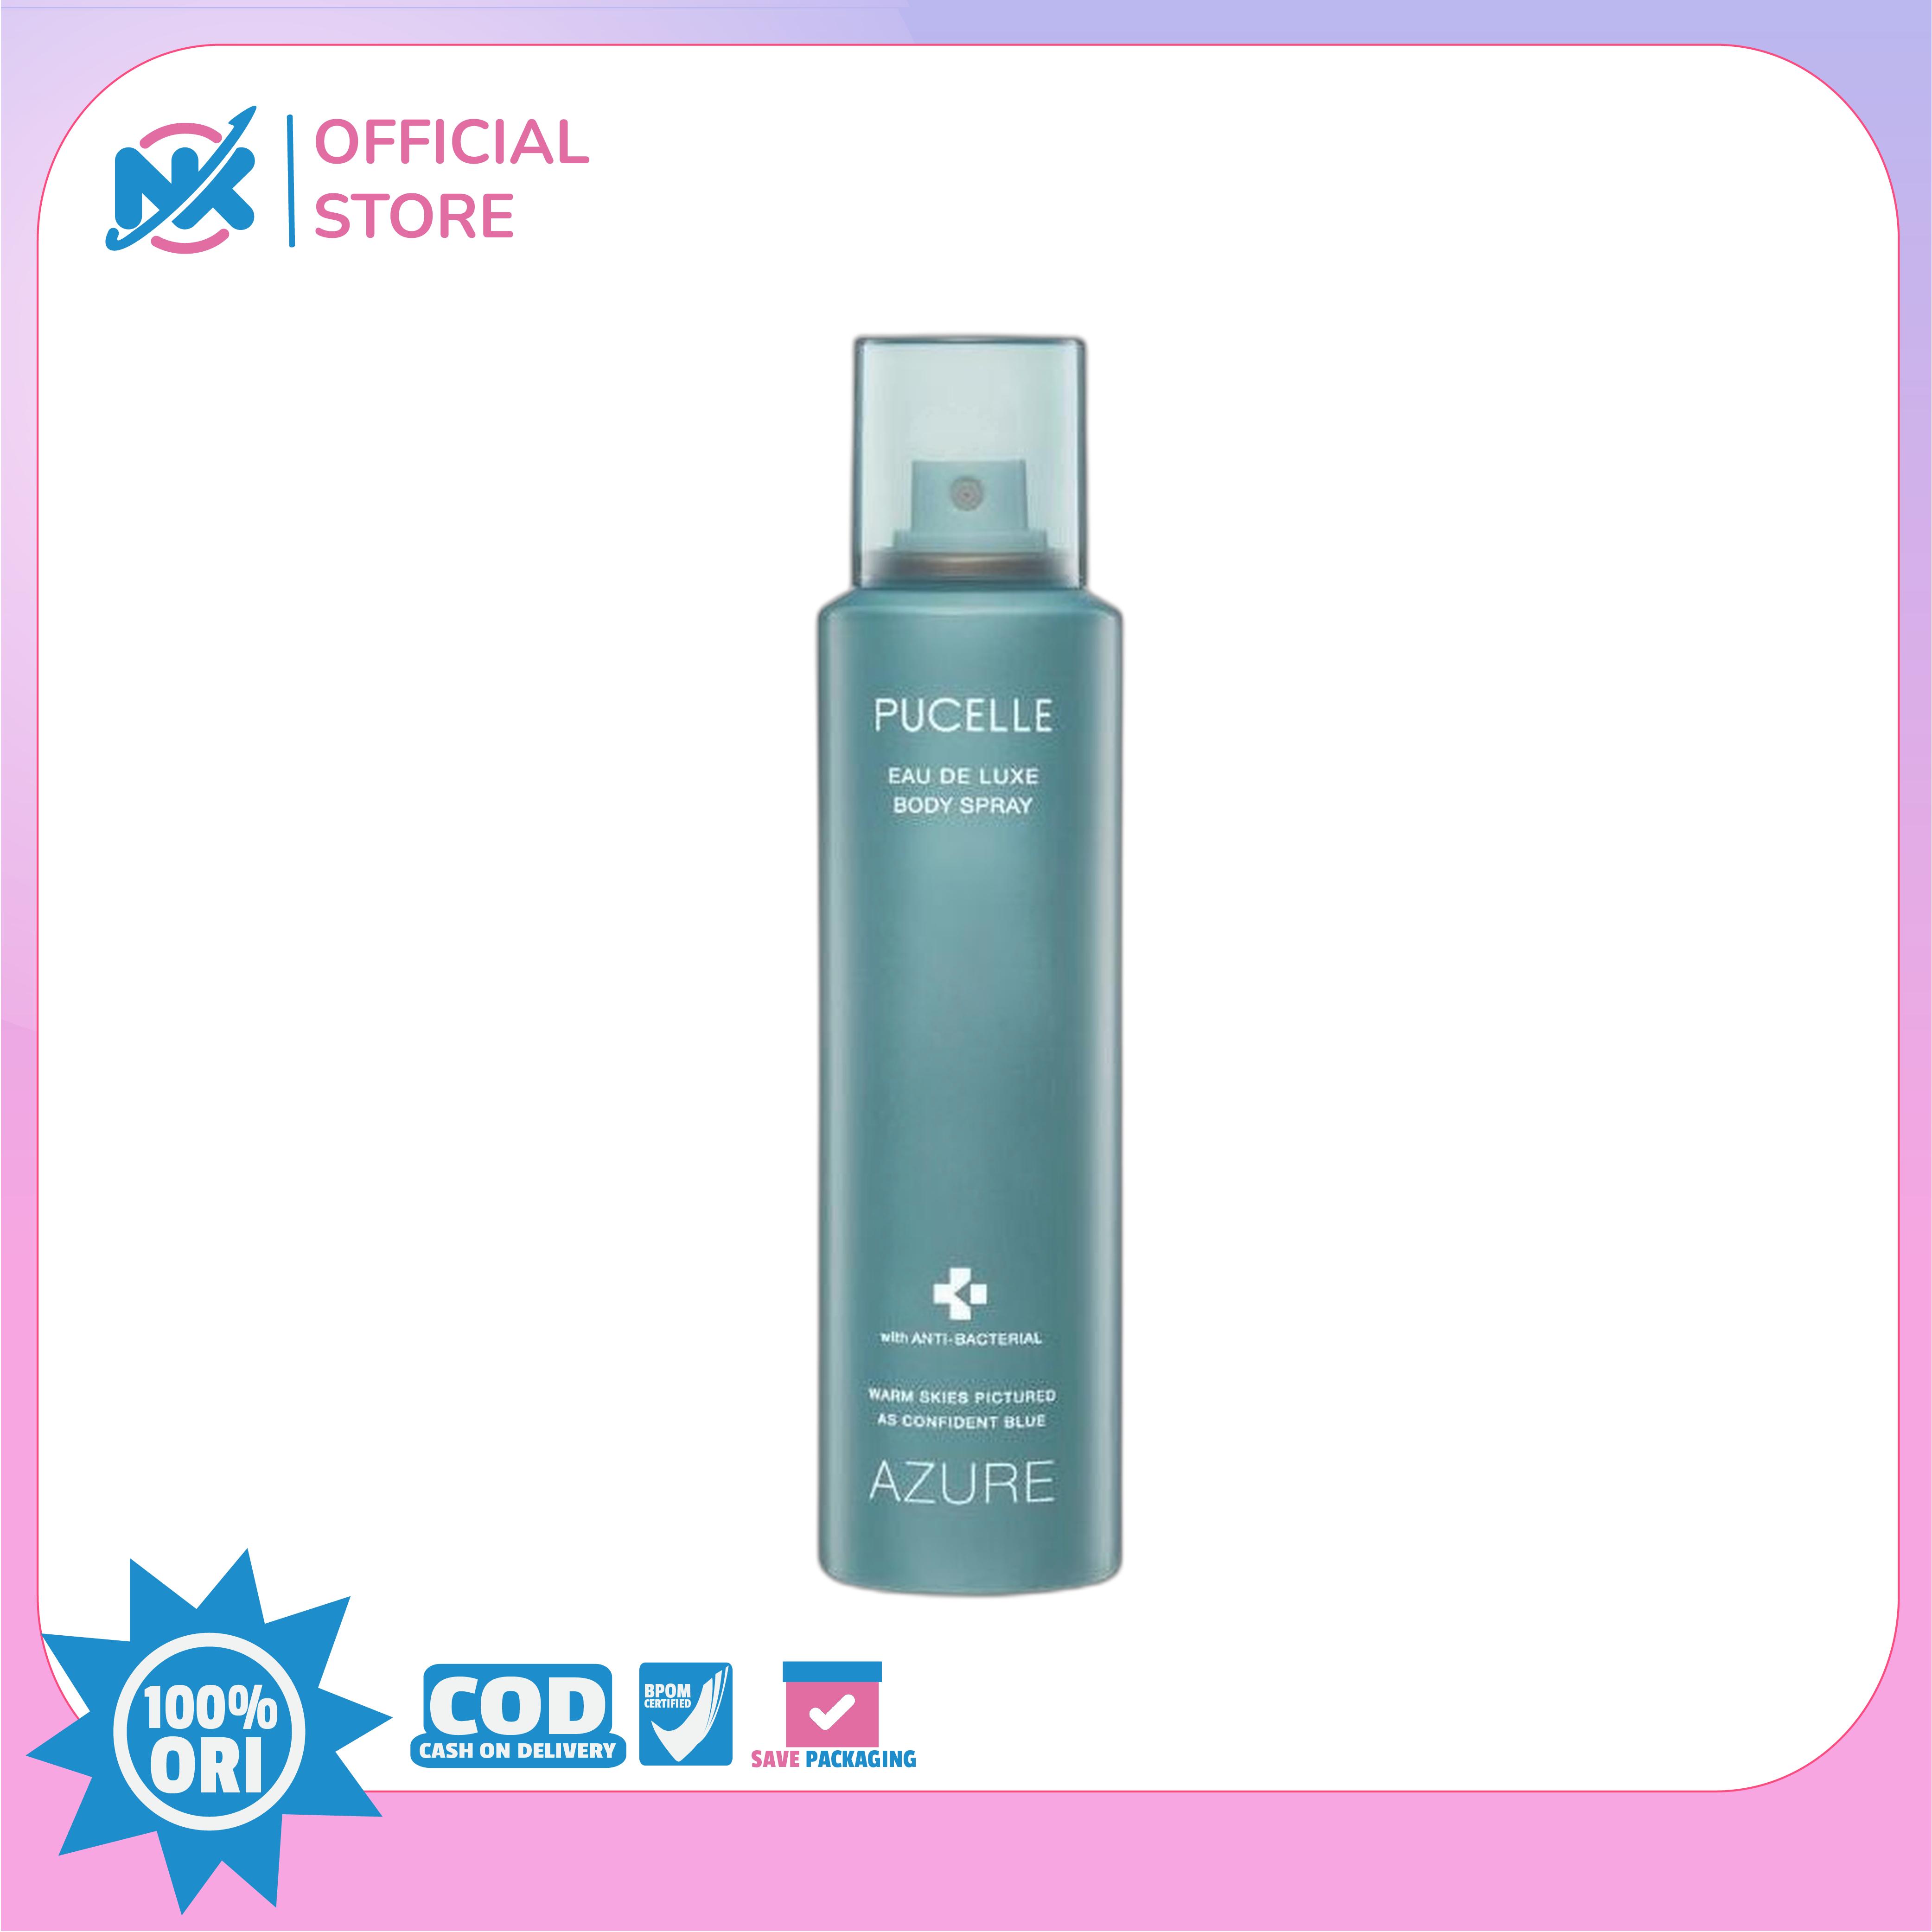 NK
OFFICIAL
STORE
PUCELLE
EAU DE LUXE
BODY SPRAY
with ANTI-BACTERIAL
WARM SKIES PICTURED
AS CONFIDENT BLUE
AZURE
100%
ORI
COD
CASH ON DELIVERY
BPOM
CERTIFIED
SAVE PACKAGING